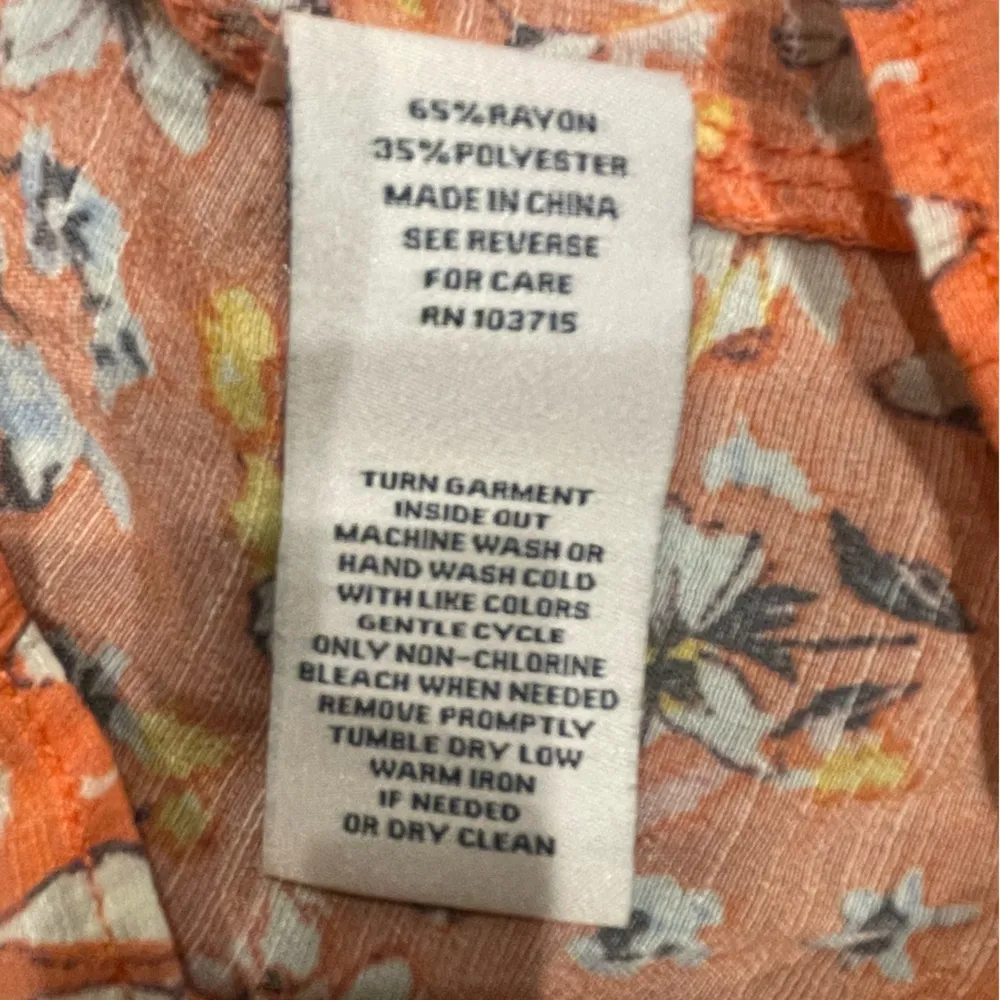 65%RAYON
35%POLYESTER
MADE IN CHINA
SEE REVERSE
FOR CARE
RN 103715
TURN GARMENT
INSIDE OUT
MACHINE WASH OR
HAND WASH COLD
WITH LIKE COLORS
GENTLE CYCLE
ONLY NON-CHLORINE
BLEACH WHEN NEEDED
REMOVE PROMPTLY
TUMBLE DRY LOW
WARM IRON
IF NEEDED
OR DRY CLEAN